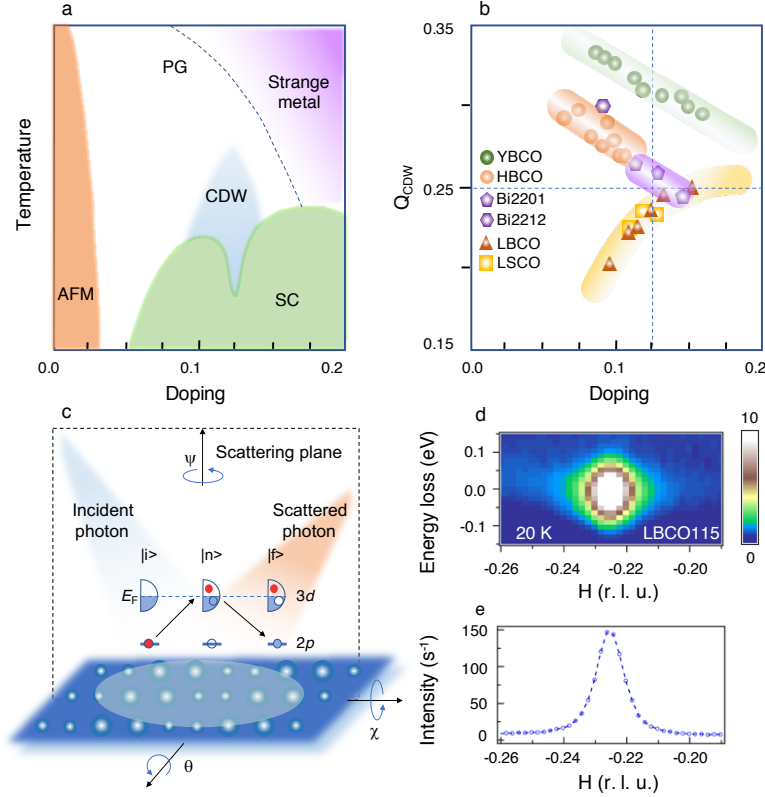 a
PG
Strange
metal
CDW
AFM
SC
Temperature
0.0
0.1
0.2
Doping
b
0.35
0.25
0.15
Q_CDW
YBCO
HBCO
Bi2201
Bi2212
LBCO
LSCO
0.0
0.1
0.2
Doping
c
ψ
Scattering plane
Incident
photon
Scattered
photon
|i>
|n>
|f>
E_F
3d
2p
χ
θ
d
Energy loss (eV)
0.1
0.0
-0.1
20 K
LBCO115
10
0
-0.26
-0.24
-0.22
-0.20
H (r. l. u.)
e
Intensity (s⁻¹)
150
100
50
0
-0.26
-0.24
-0.22
-0.20
H (r. l. u.)